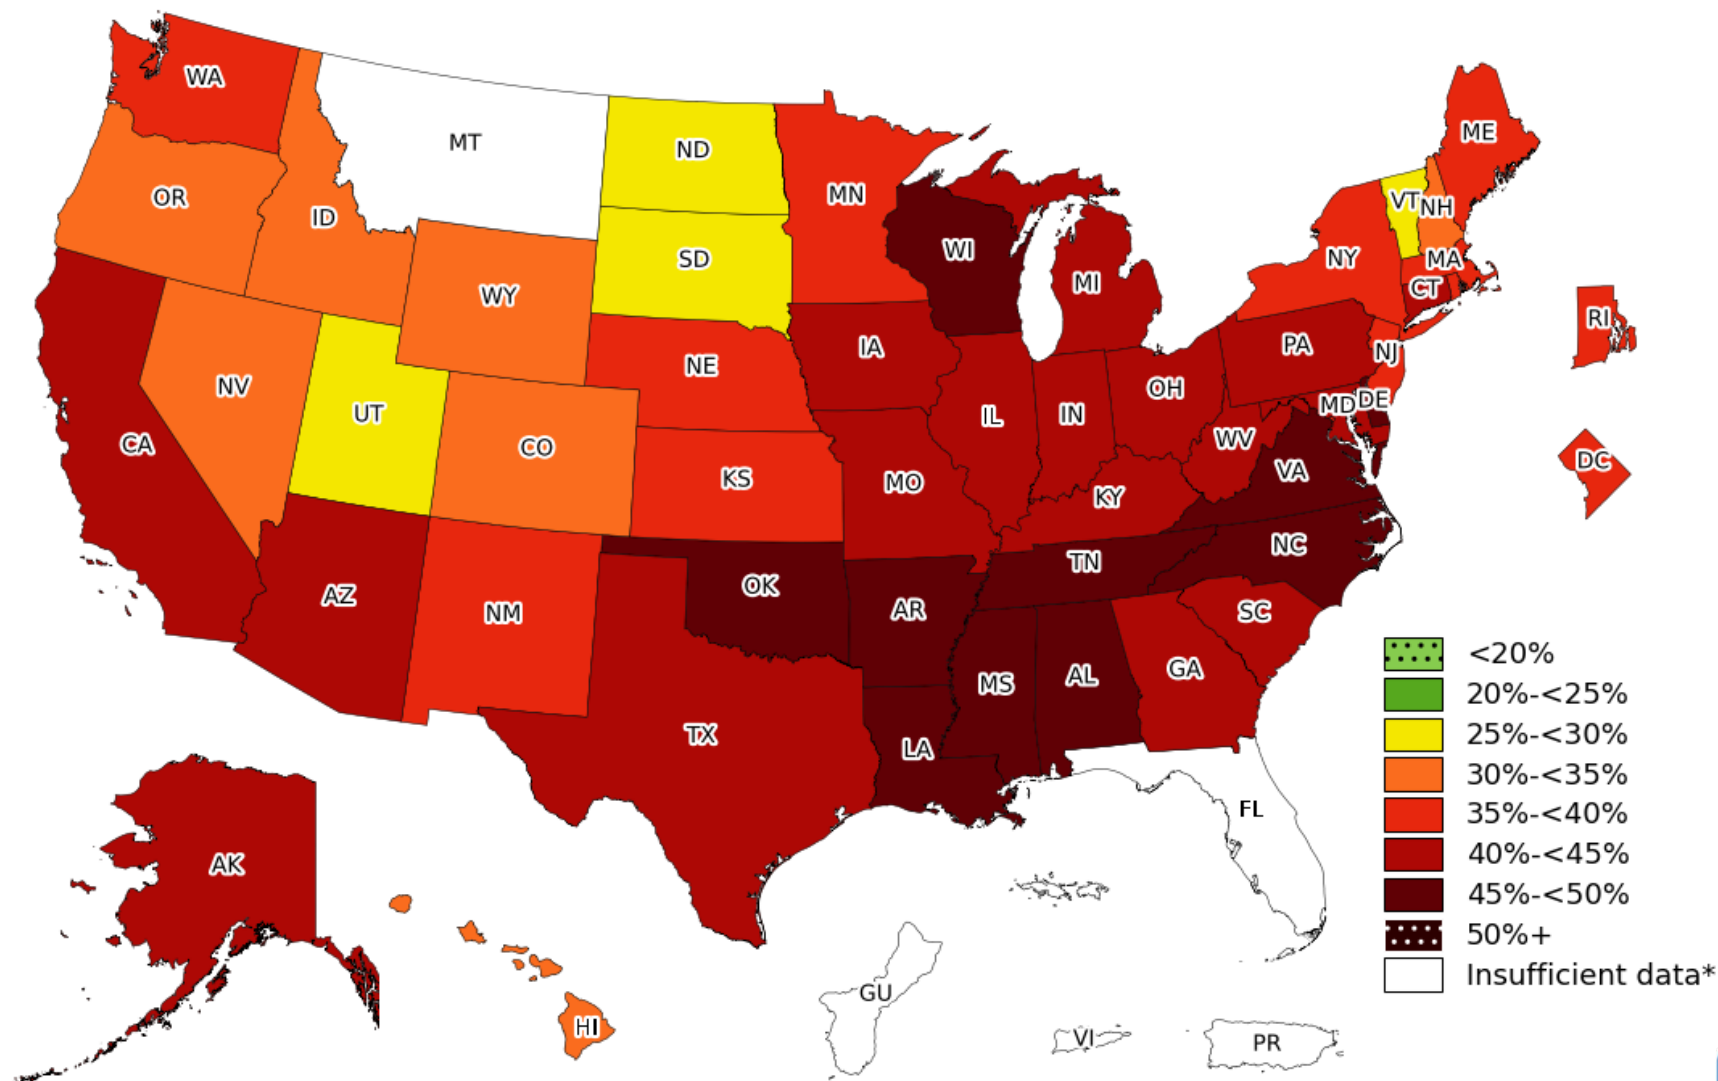 WA
MT
ND
ME
OR
ID
MN
VT
NH
SD
WI
NY
MA
WY
MI
CT
RI
NE
IA
PA
NJ
NV
UT
CO
IL
IN
OH
MD
DE
CA
KS
MO
KY
WV
VA
DC
AZ
NM
OK
AR
TN
NC
SC
MS
AL
GA
TX
LA
FL
AK
HI
GU
VI
PR
<20%
20%-<25%
25%-<30%
30%-<35%
35%-<40%
40%-<45%
45%-<50%
50%+
Insufficient data*